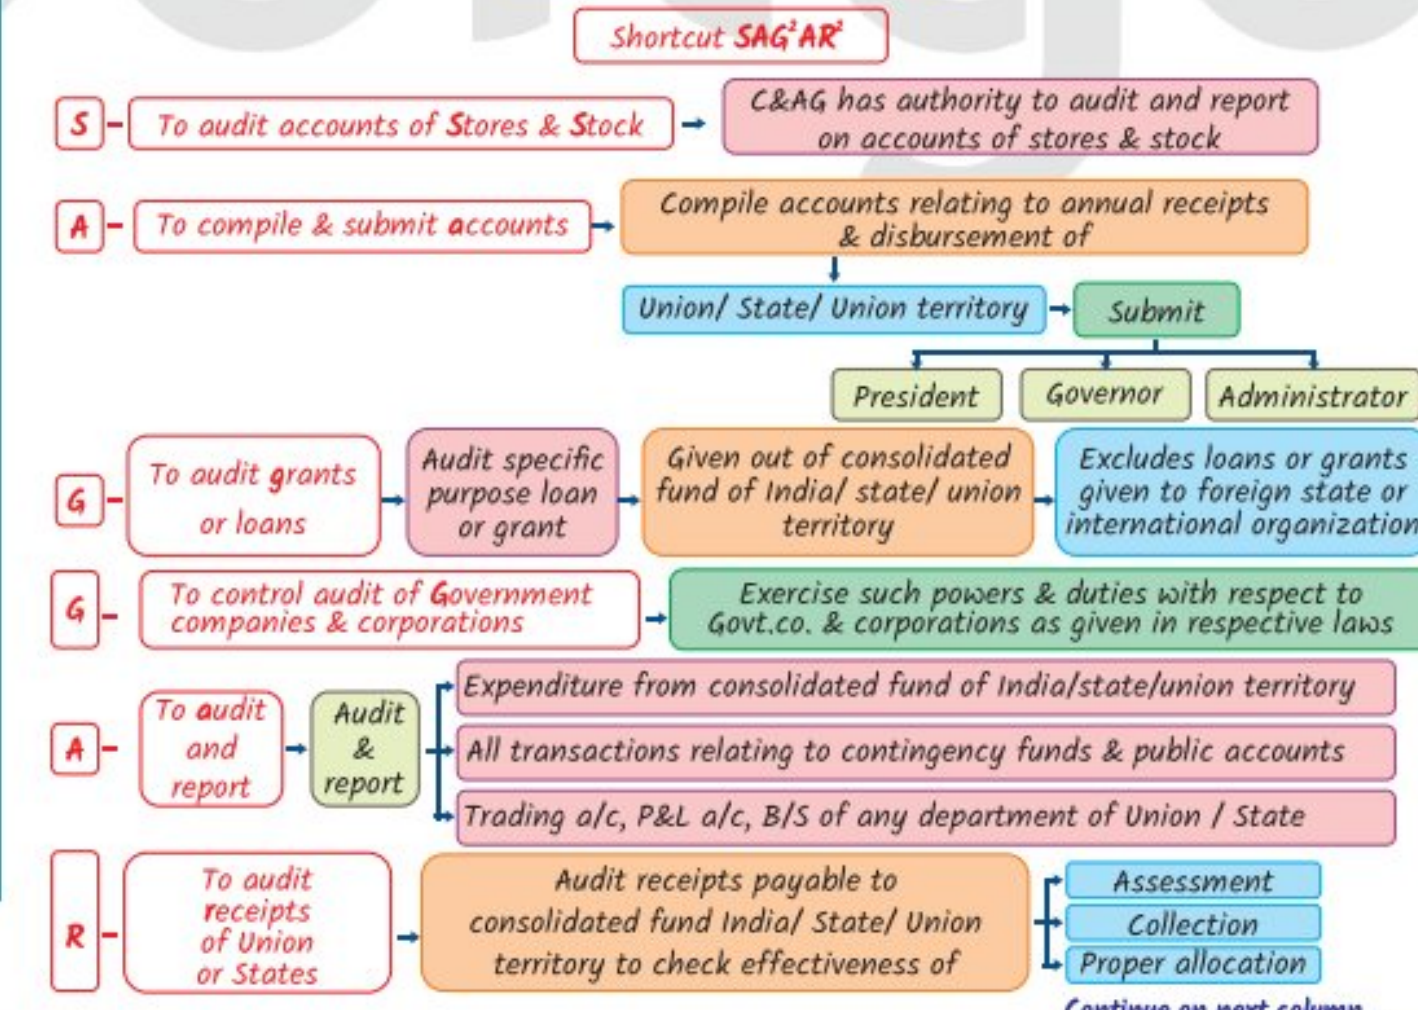 Shortcut SAG²AR²
S - To audit accounts of Stores & Stock
C&AG has authority to audit and report
on accounts of stores & stock
A - To compile & submit accounts
Compile accounts relating to annual receipts
& disbursement of
Union/ State/ Union territory
Submit
President
Governor
Administrator
G -
To audit grants
or loans
Audit specific
purpose loan
or grant
Given out of consolidated
fund of India/ state/ union
territory
Excludes loans or grants
given to foreign state or
international organization
G -
To control audit of Government
companies & corporations
Exercise such powers & duties with respect to
Govt.co. & corporations as given in respective laws
A -
To audit
and
report
Audit
&
report
Expenditure from consolidated fund of India/state/union territory
All transactions relating to contingency funds & public accounts
Trading a/c, P&L a/c, B/S of any department of Union / State
R -
To audit
receipts
of Union
or States
Audit receipts payable to
consolidated fund India/ State/ Union
territory to check effectiveness of
Assessment
Collection
Proper allocation
Continue on next column